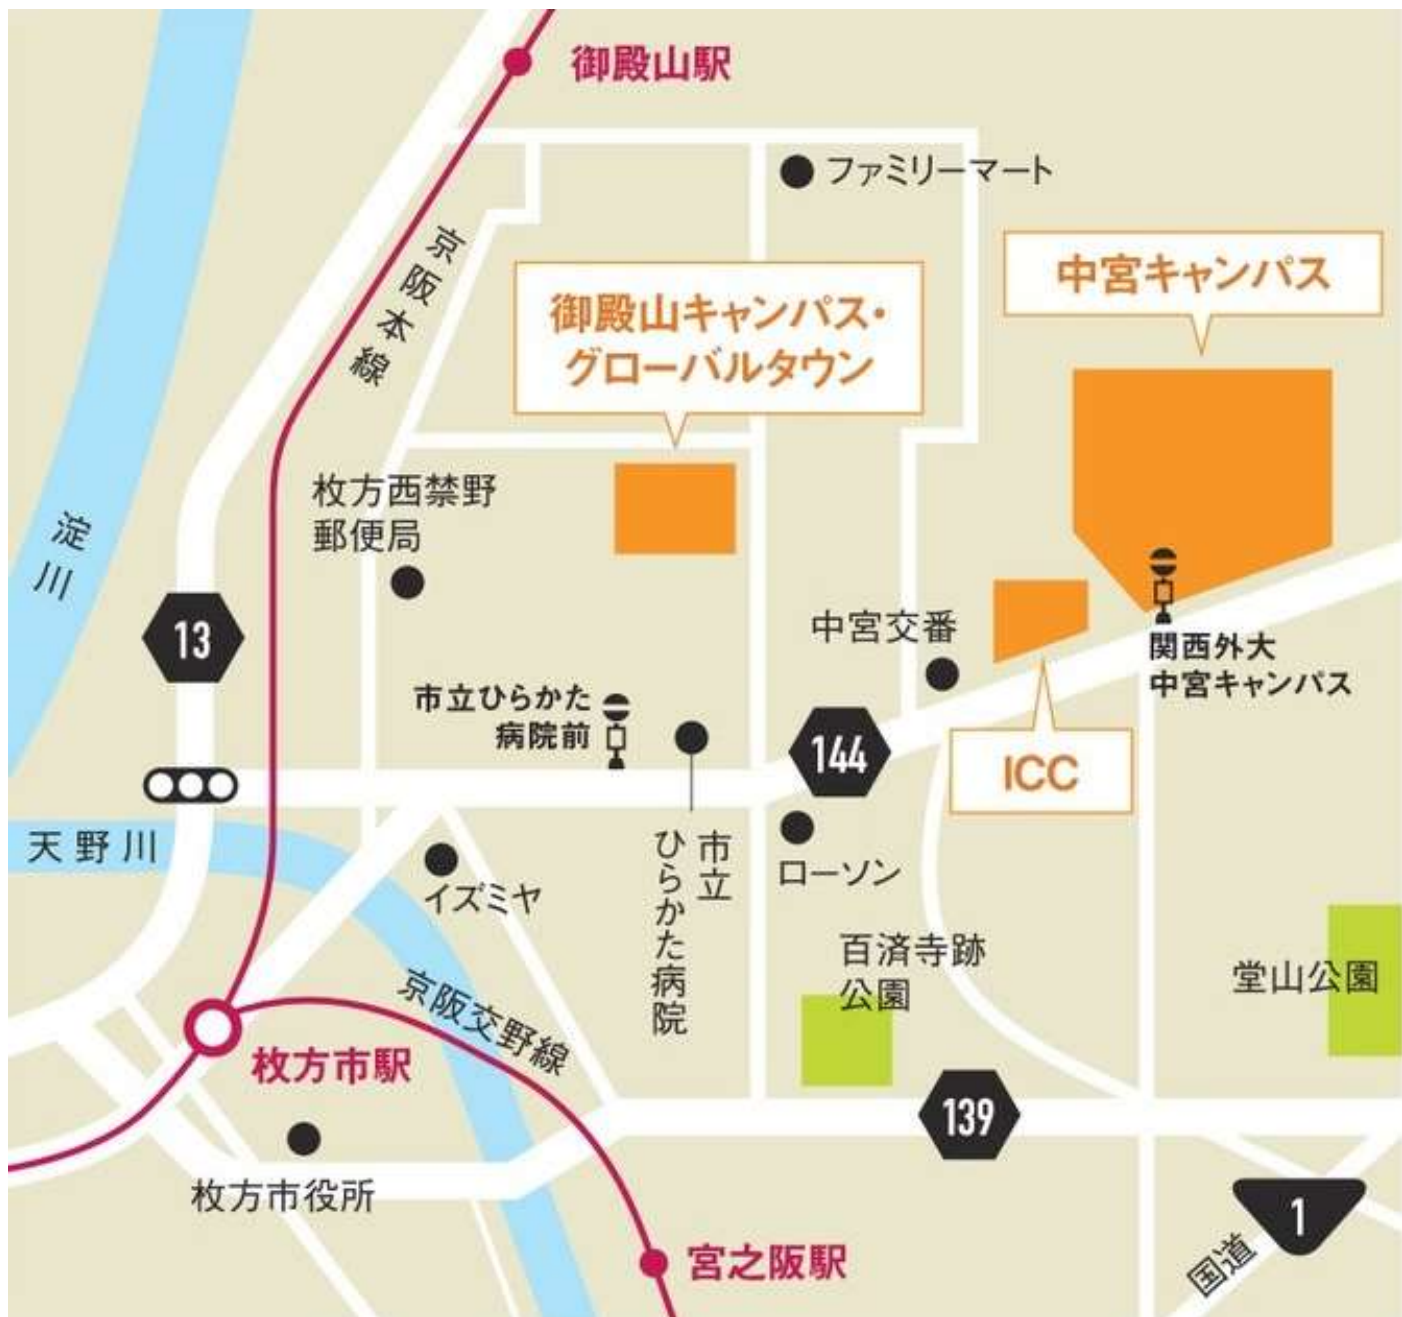 御殿山駅
ファミリーマート
京阪本線
中宮キャンパス
御殿山キャンパス・
グローバルタウン
枚方西禁野
郵便局
淀川
13
中宮交番
関西外大
中宮キャンパス
市立ひらかた
病院前
144
ICC
天野川
イズミヤ
市立
ひらかた病院
ローソン
百済寺跡
公園
堂山公園
京阪交野線
枚方市駅
139
枚方市役所
1
国道
宮之阪駅